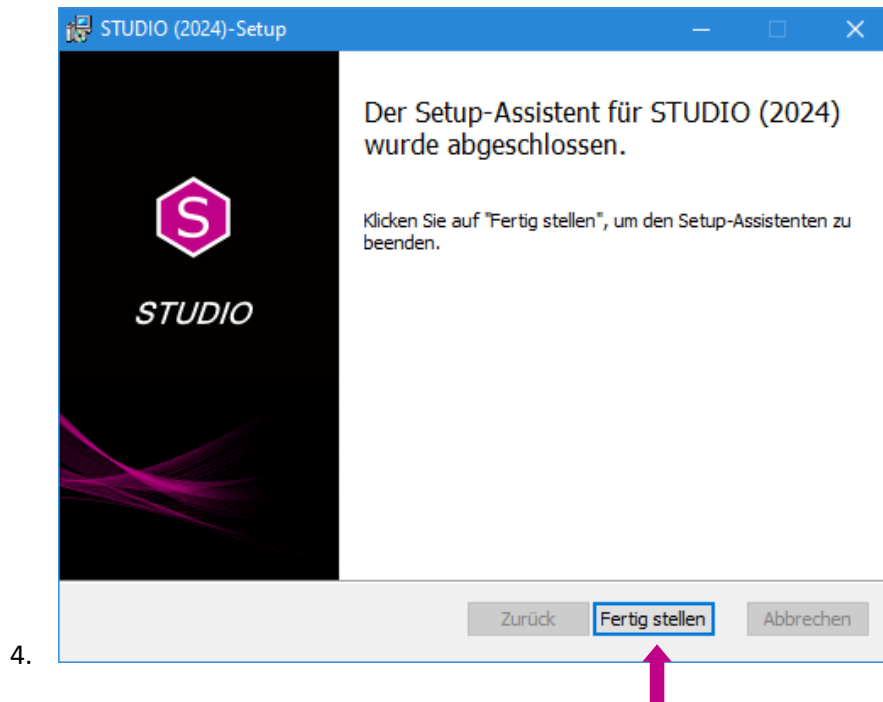 STUDIO (2024)-Setup
Der Setup-Assistent für STUDIO (2024)
wurde abgeschlossen.
Klicken Sie auf "Fertig stellen", um den Setup-Assistenten zu
beenden.
S
STUDIO
Zurück Fertig stellen Abbrechen
4.